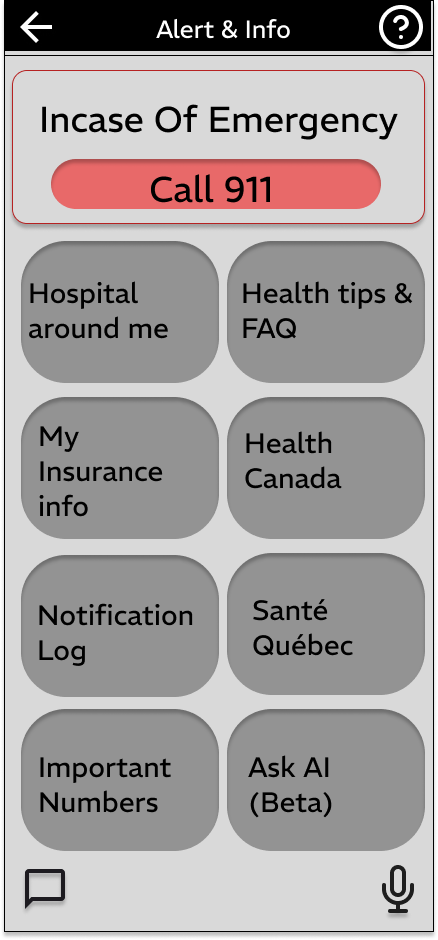 Alert & Info
Incase Of Emergency
Call 911
Hospital
around me
Health tips &
FAQ
My
Insurance
info
Health
Canada
Notification
Log
Santé
Québec
Important
Numbers
Ask AI
(Beta)